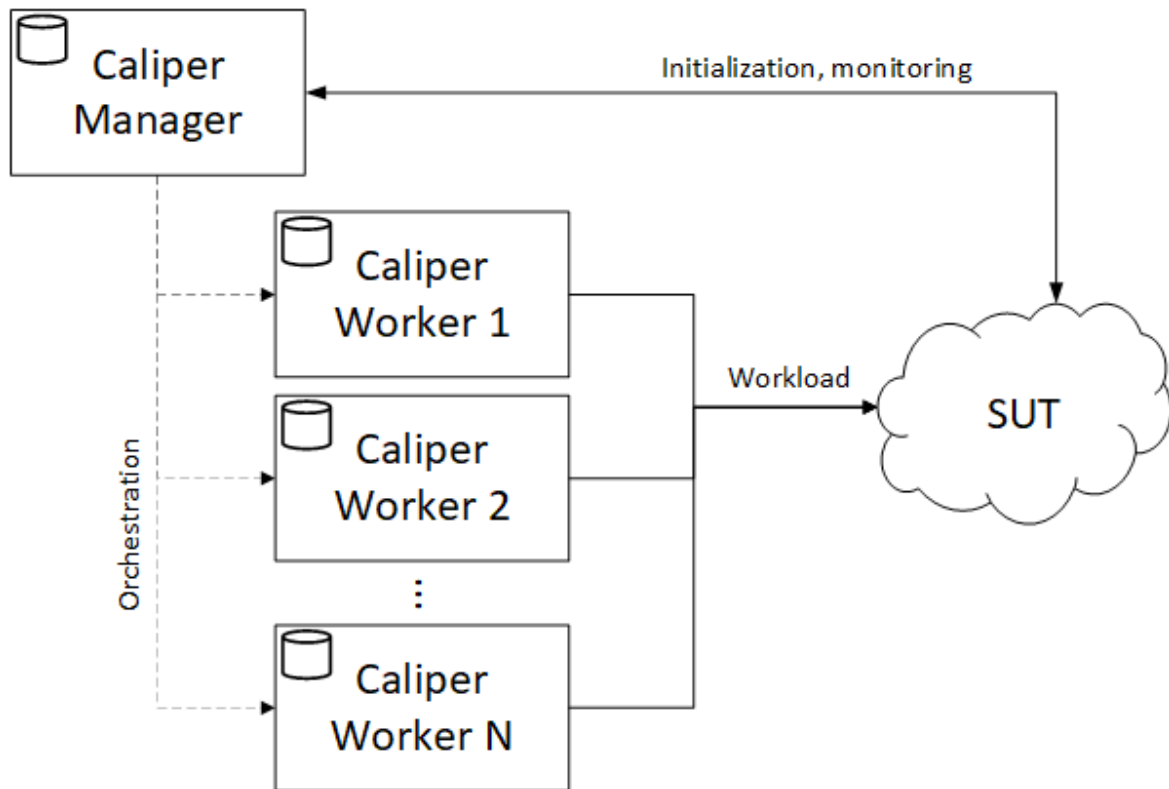 Caliper
Manager
Initialization, monitoring
Caliper
Worker 1
Workload
SUT
Caliper
Worker 2
Orchestration
...
Caliper
Worker N